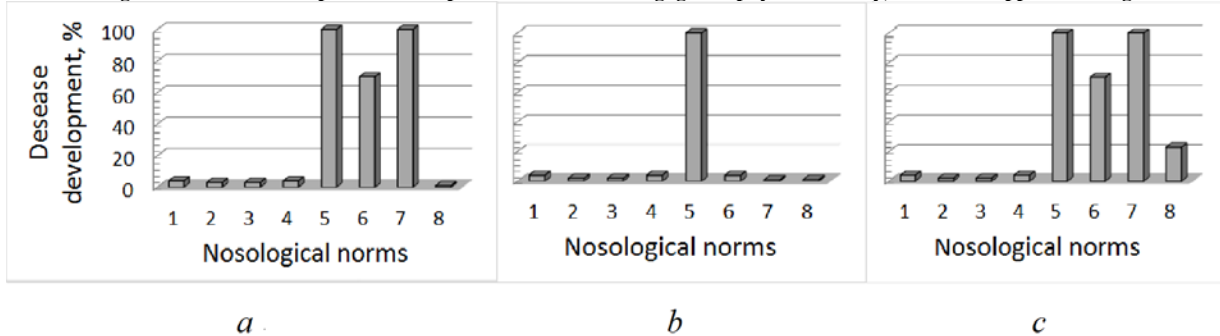 Desease development, %
100
80
60
40
20
0
1 2 3 4 5 6 7 8
Nosological norms
1 2 3 4 5 6 7 8
Nosological norms
1 2 3 4 5 6 7 8
Nosological norms
a
b
c